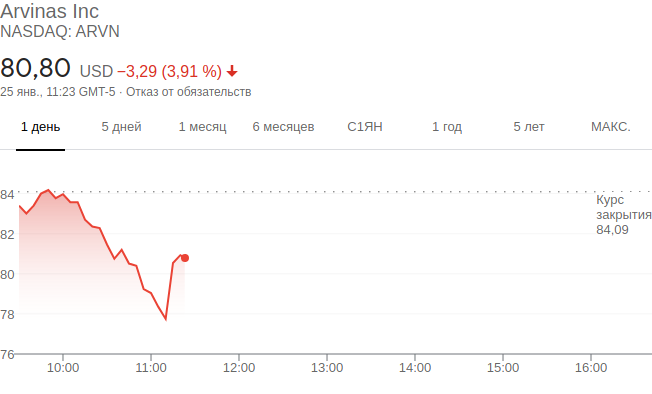 Arvinas Inc
NASDAQ: ARVN
80,80 USD −3,29 (3,91 %)
25 янв., 11:23 GMT-5 · Отказ от обязательств
1 день 5 дней 1 месяц 6 месяцев С1ЯН 1 год 5 лет МАКС.
84
Курс
закрытия
84,09
82
80
78
76
10:00 11:00 12:00 13:00 14:00 15:00 16:00